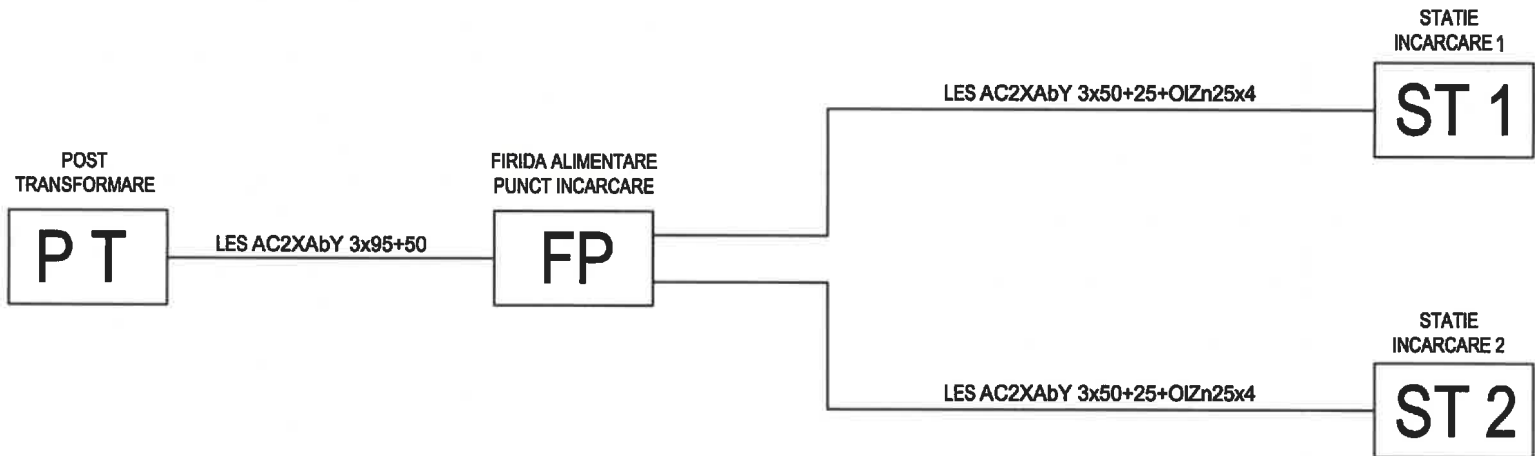 POST
TRANSFORMARE
P T
LES AC2XAbY 3x95+50
FIRIDA ALIMENTARE
PUNCT INCARCARE
FP
LES AC2XAbY 3x50+25+OlZn25x4
STATIE
INCARCARE 1
ST 1
LES AC2XAbY 3x50+25+OlZn25x4
STATIE
INCARCARE 2
ST 2